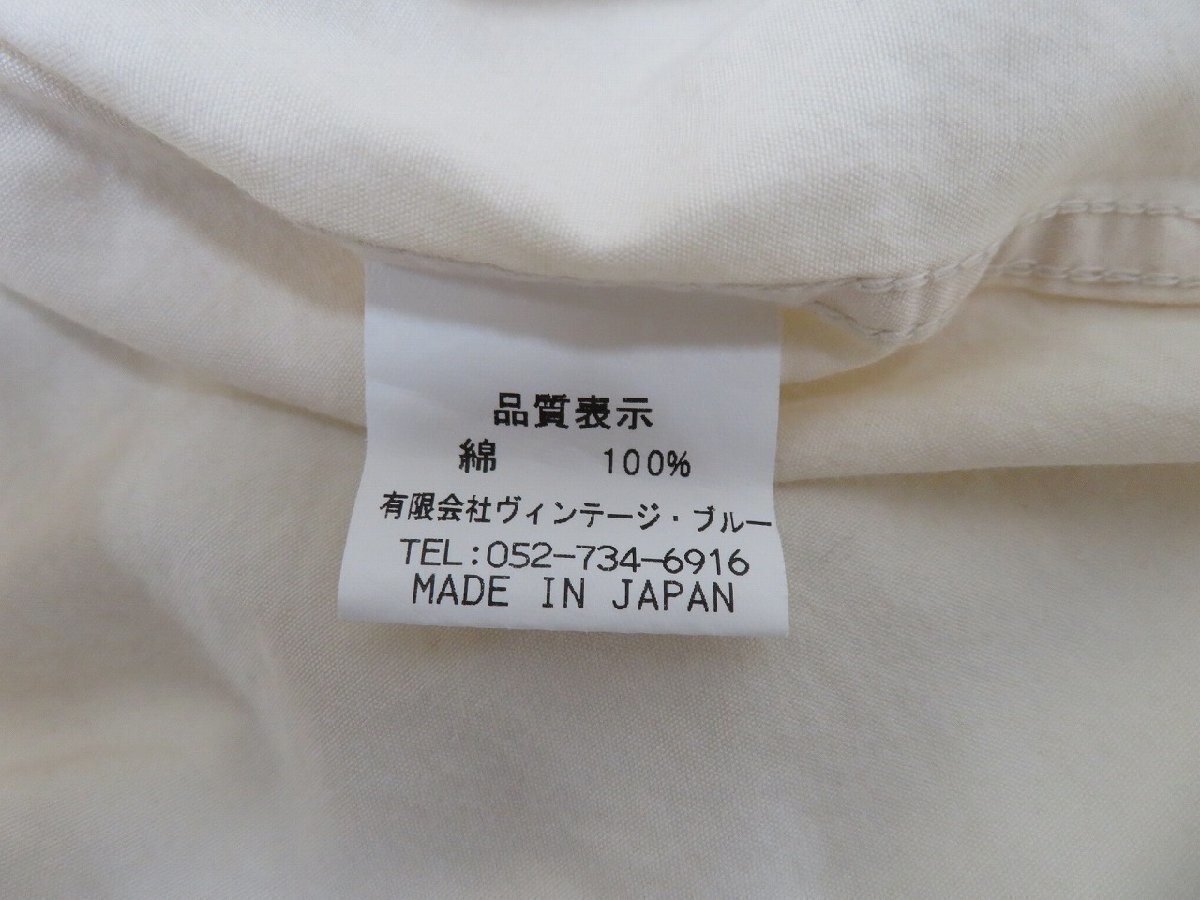 品質表示
綿 100%
有限会社ヴィンテージ・ブルー
TEL:052-734-6916
MADE IN JAPAN